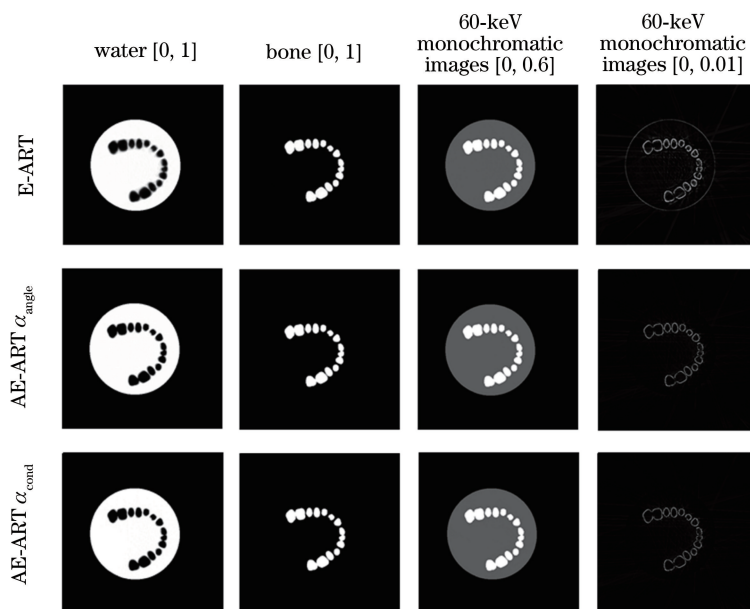 water [0, 1]
bone [0, 1]
60-keV
monochromatic
images [0, 0.6]
60-keV
monochromatic
images [0, 0.01]
E-ART
AE-ART α_angle
AE-ART α_cond